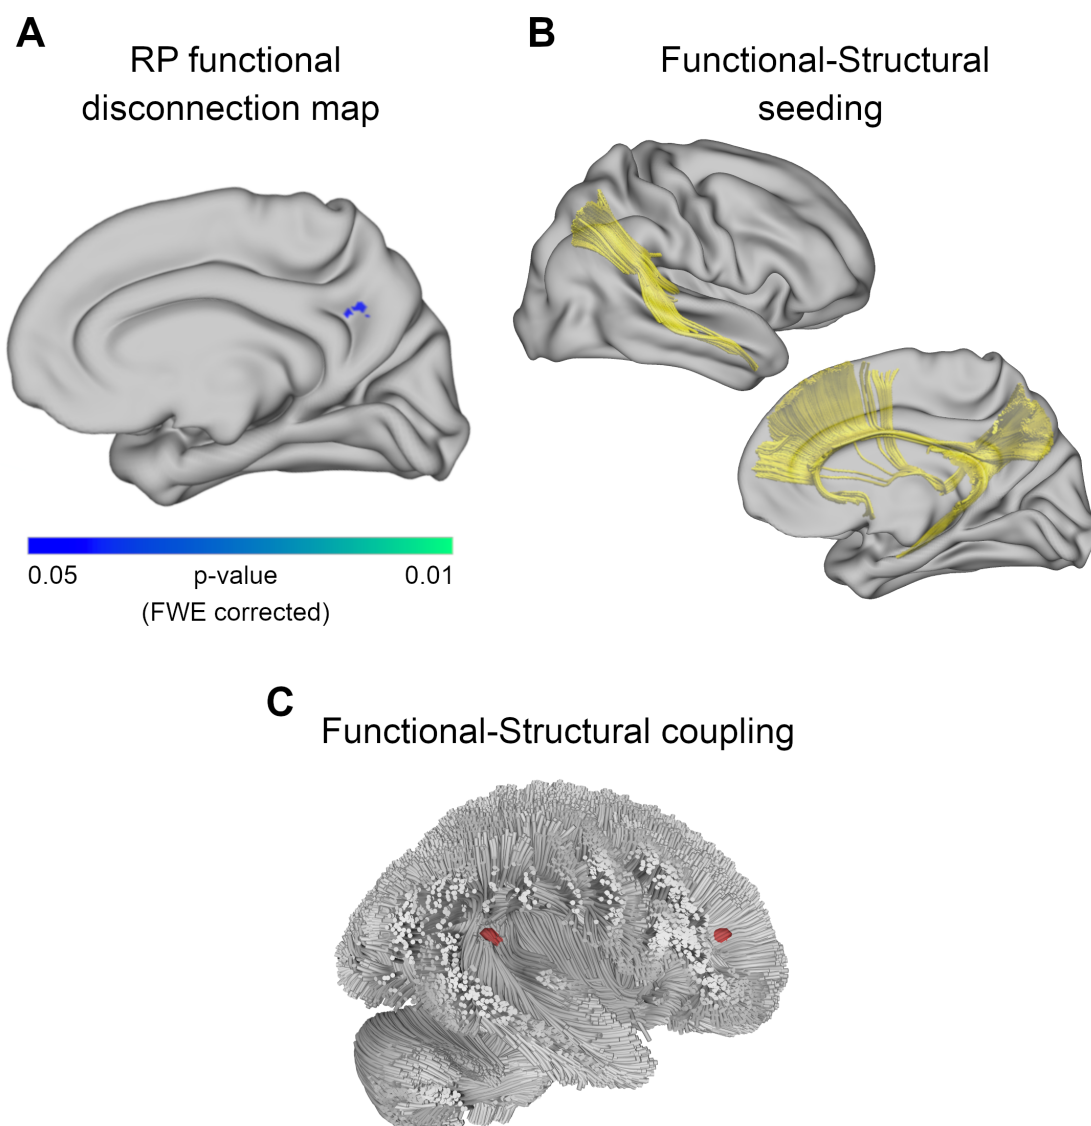 A
RP functional
disconnection map
0.05
p-value
0.01
(FWE corrected)
B
Functional-Structural
seeding
C
Functional-Structural coupling